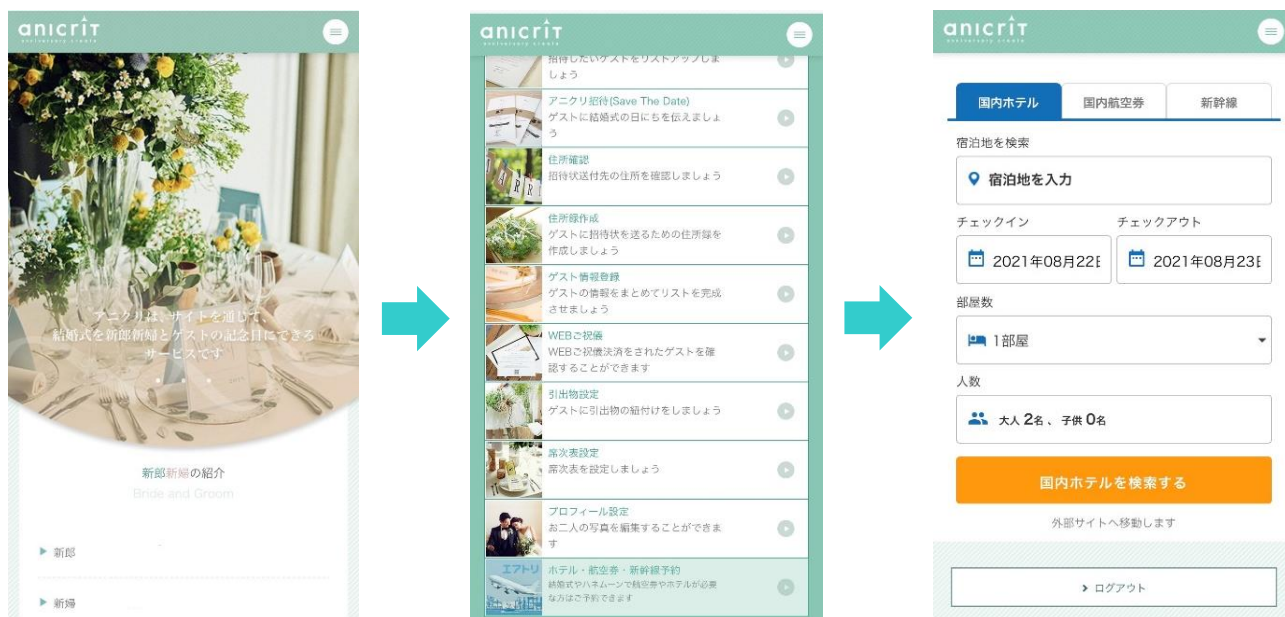 anicrit
anniversary create
アニクリは、サイトを通じて、
結婚式を新郎新婦とゲストの記念日にできる
サービスです
新郎新婦の紹介
Bride and Groom
新郎
新婦
anicrit
anniversary create
招待したいゲストをリストアップしま
しょう
アニクリ招待(Save The Date)
ゲストに結婚式の日にちを伝えましょ
う
住所確認
招待状送付先の住所を確認しましょう
住所録作成
ゲストに招待状を送るための住所録を
作成しましょう
ゲスト情報登録
ゲストの情報をまとめてリストを完成
させましょう
WEBご祝儀
WEBご祝儀決済をされたゲストを確
認することができます
引出物設定
ゲストに引出物の紐付けをしましょう
席次表設定
席次表を設定しましょう
プロフィール設定
お二人の写真を編集することができま
す
エアトリ
ホテル・航空券・新幹線予約
結婚式やハネムーンで航空券やホテルが必要
な方はご予約できます
anicrit
anniversary create
国内ホテル 国内航空券 新幹線
宿泊地を検索
宿泊地を入力
チェックイン チェックアウト
2021年08月22日 2021年08月23日
部屋数
1部屋
人数
大人 2名 、 子供 0名
国内ホテルを検索する
外部サイトへ移動します
ログアウト